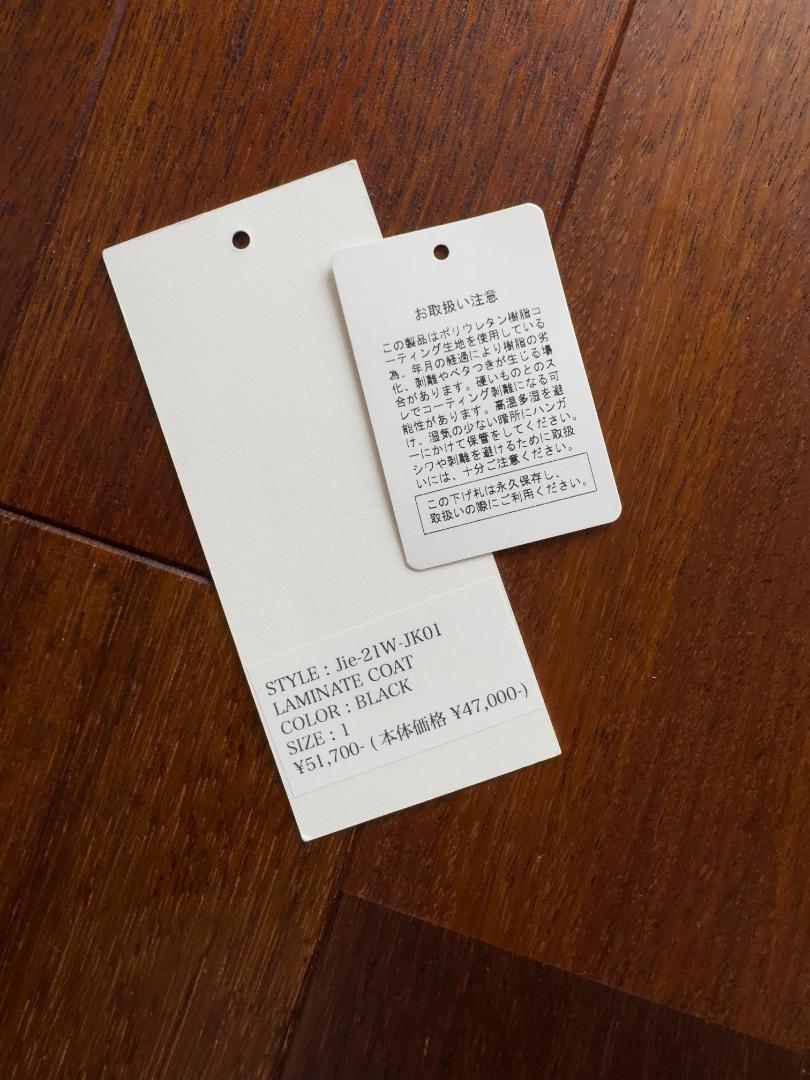 お取扱い注意
この製品はポリウレタン樹脂コ
ーティング生地を使用している
為、年月の経過により樹脂の劣
化、剥離やベタつきが生じる場
合があります。硬いものとのス
レでコーティング剥離になる可
能性があります。高温多湿を避
け、湿気の少ない暗所にハンガ
ーにかけて保管をしてください。
シワや剥離を避けるために取扱
いには、十分ご注意ください。
この下げ札は永久保存し、
取扱いの際にご利用ください。
STYLE : Jie-21W-JK01
LAMINATE COAT
COLOR : BLACK
SIZE : 1
¥51,700- ( 本体価格 ¥47,000-)